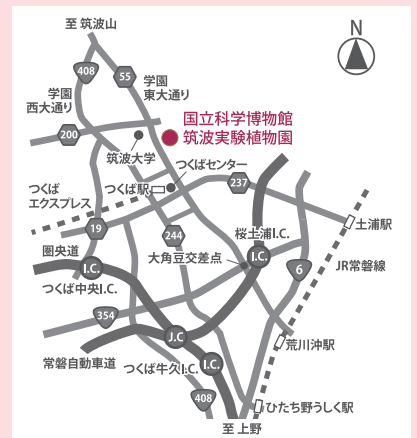 至 筑波山
N
408
55
学園
東大通り
学園
西大通り
国立科学博物館
筑波実験植物園
200
筑波大学
つくばセンター
つくば
エクスプレス
つくば駅
237
19
244
桜土浦I.C.
土浦駅
圏央道
I.C.
大角豆交差点
I.C.
6
JR常磐線
つくば中央I.C.
354
J.C
荒川沖駅
常磐自動車道
つくば牛久I.C.
I.C.
408
ひたち野うしく駅
至 上野